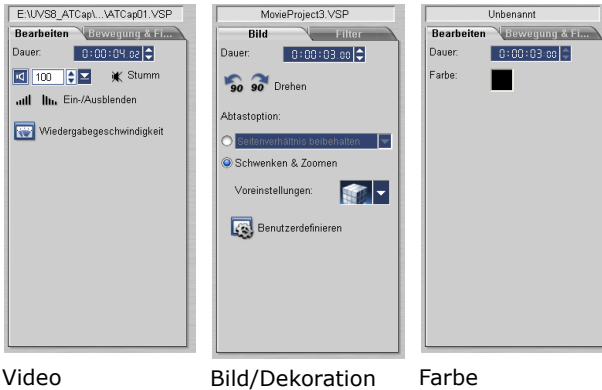 E:\UVS8_ATCap\...\ATCap01.VSP
Bearbeiten Bewegung & Fi...
Dauer: 0:00:04.02
100 Stumm
Ein-/Ausblenden
Wiedergabegeschwindigkeit
Video
MovieProject3.VSP
Bild Filter
Dauer: 0:00:03.00
90 90 Drehen
Abtastoption:
Seitenverhältnis beibehalten
Schwenken & Zoomen
Voreinstellungen:
Benutzerdefinieren
Bild/Dekoration
Unbenannt
Bearbeiten Bewegung & Fi...
Dauer: 0:00:03.00
Farbe:
Farbe